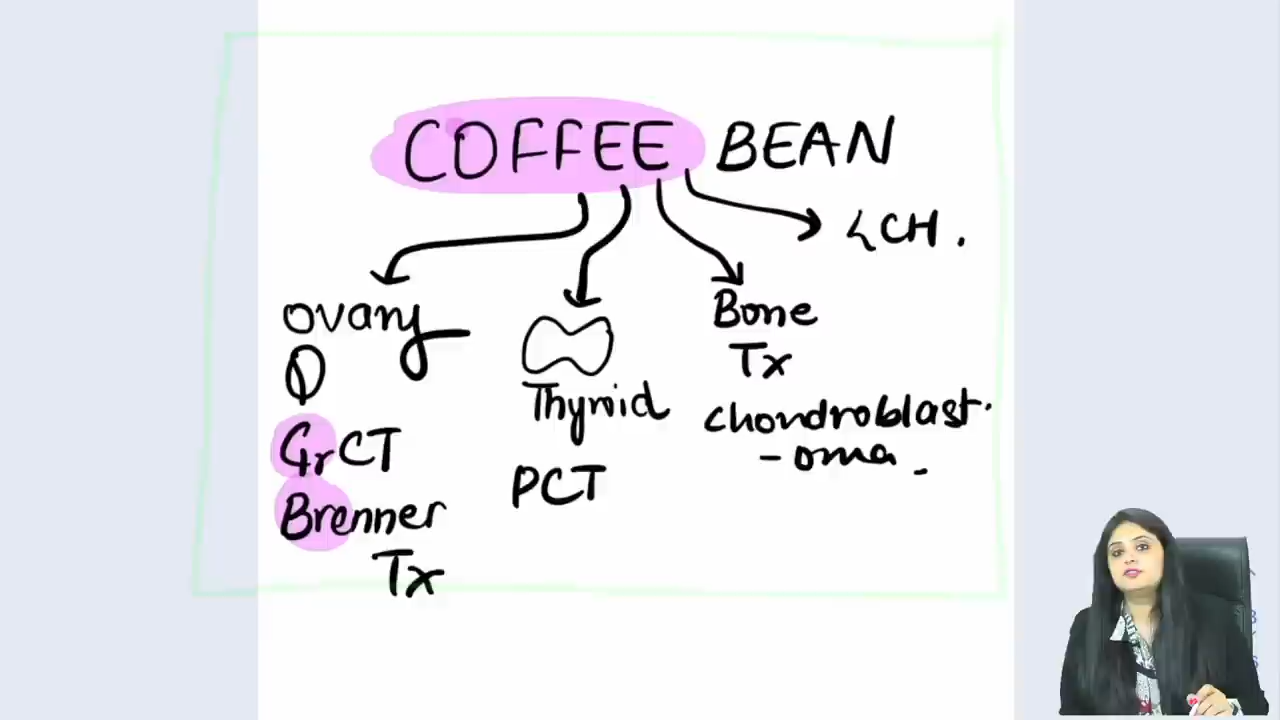 COFFEE BEAN
LCH.
ovary
GrCT
Brenner
Tx
Thyroid
PCT
Bone
Tx
Chondroblast
-oma